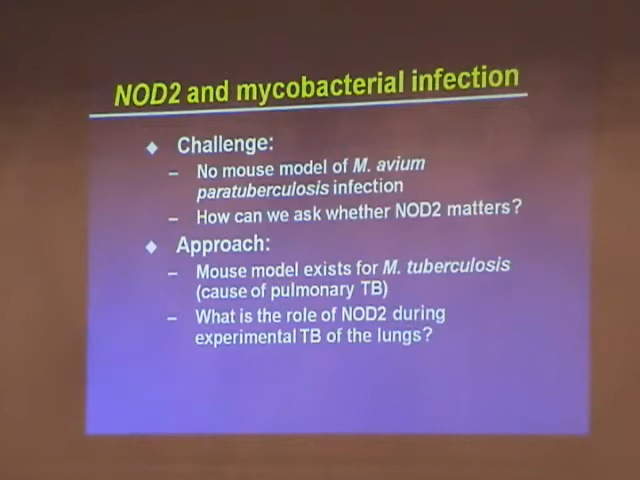 NOD2 and mycobacterial infection
◆ Challenge:
– No mouse model of M. avium
paratuberculosis infection
– How can we ask whether NOD2 matters?
◆ Approach:
– Mouse model exists for M. tuberculosis
(cause of pulmonary TB)
– What is the role of NOD2 during
experimental TB of the lungs?